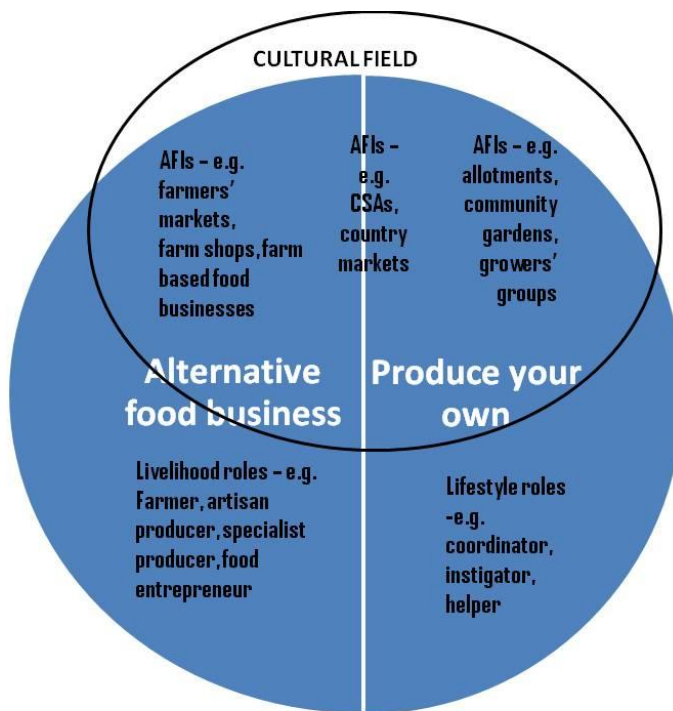 CULTURAL FIELD
AFIs – e.g.
farmers'
markets,
farm shops, farm
based food
businesses
AFIs –
e.g.
CSAs,
country
markets
AFIs – e.g.
allotments,
community
gardens,
growers'
groups
Alternative
food business
Produce your
own
Livelihood roles – e.g.
Farmer, artisan
producer, specialist
producer, food
entrepreneur
Lifestyle roles
-e.g.
coordinator,
instigator,
helper